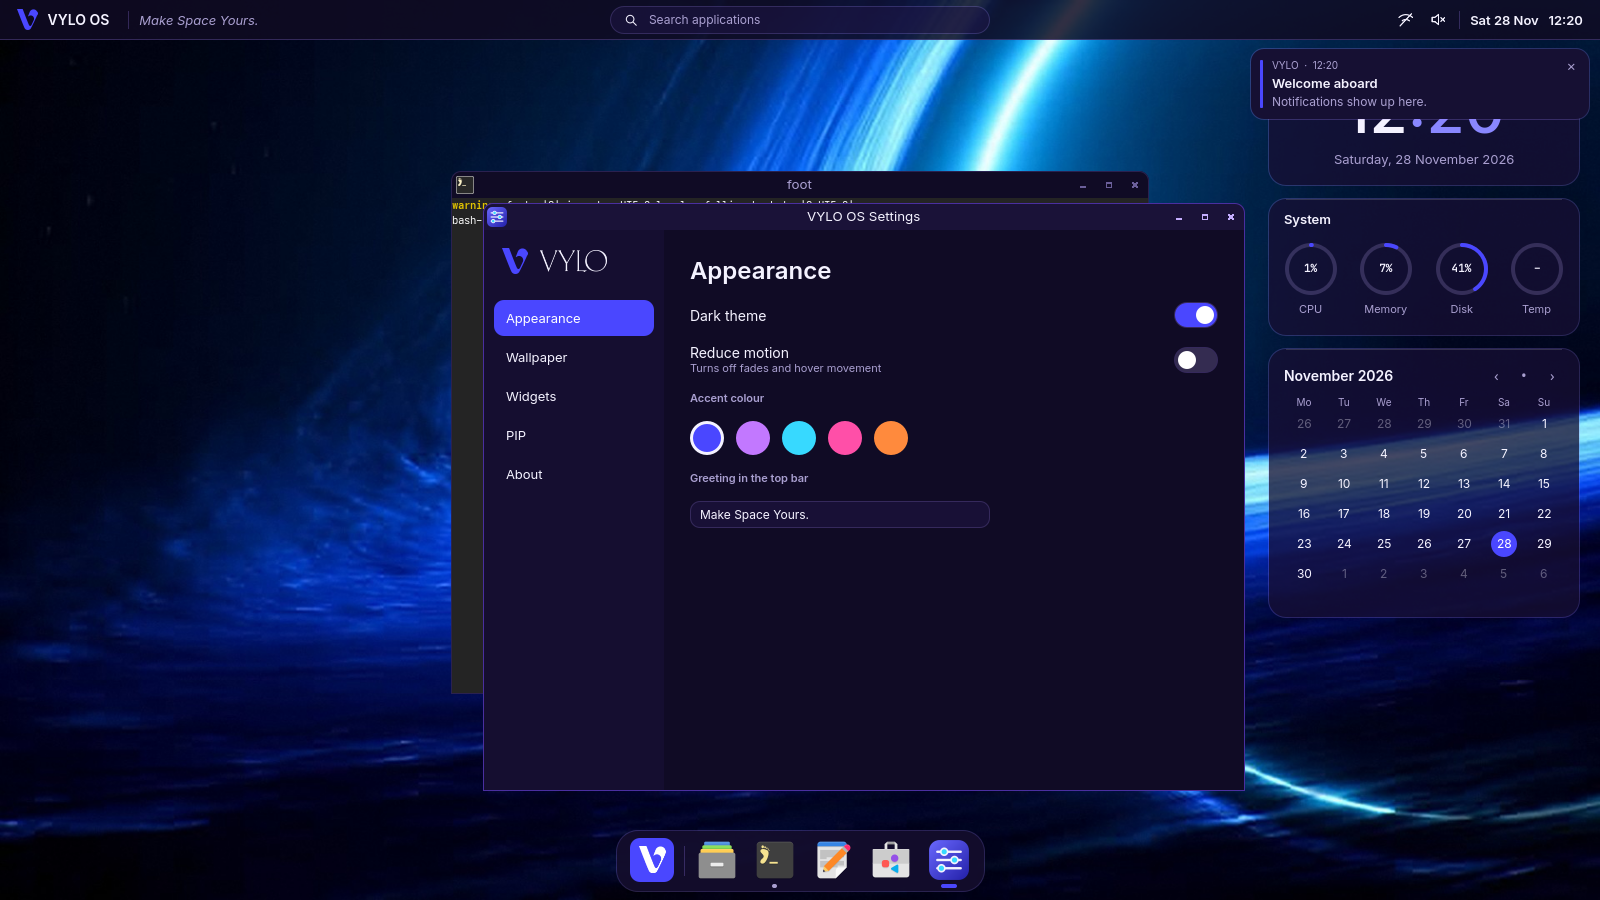 VYLO OS
Make Space Yours.
Search applications
Sat 28 Nov 12:20
VYLO · 12:20
Welcome aboard
Notifications show up here.
12:20
Saturday, 28 November 2026
foot
bash-
VYLO OS Settings
VYLO
Appearance
Wallpaper
Widgets
PIP
About
Appearance
Dark theme
Reduce motion
Turns off fades and hover movement
Accent colour
Greeting in the top bar
Make Space Yours.
System
1% 7% 41% –
CPU Memory Disk Temp
November 2026
Mo Tu We Th Fr Sa Su
26 27 28 29 30 31 1
2 3 4 5 6 7 8
9 10 11 12 13 14 15
16 17 18 19 20 21 22
23 24 25 26 27 28 29
30 1 2 3 4 5 6